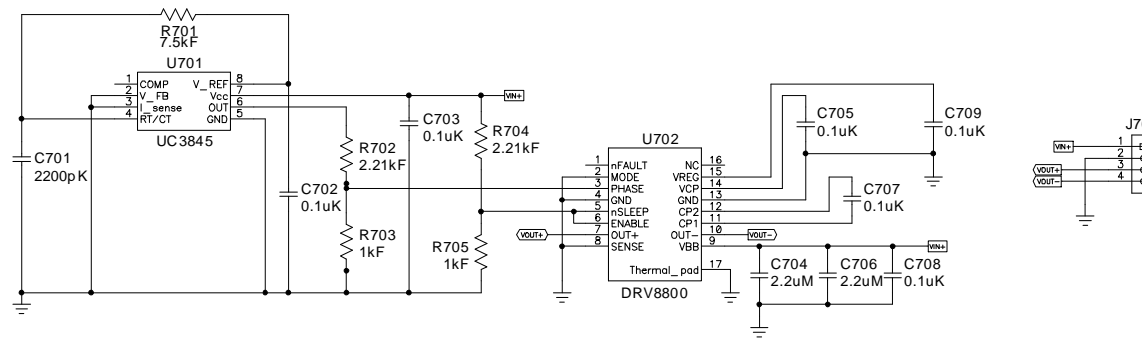 R701
7.5kF
U701
1 COMP V_REF 8
2 V_FB Vcc 7
3 I_sense OUT 6
4 RT/CT GND 5
UC3845
VIN+
C701
2200pK
C702
0.1uK
R702
2.21kF
R703
1kF
C703
0.1uK
R704
2.21kF
R705
1kF
U702
1 nFAULT NC 16
2 MODE VREG 15
3 PHASE VCP 14
4 GND GND 13
5 nSLEEP CP2 12
6 ENABLE CP1 11
7 OUT+ OUT- 10
8 SENSE VBB 9
Thermal_pad 17
DRV8800
VOUT+
VOUT-
VIN+
C705
0.1uK
C709
0.1uK
C707
0.1uK
C704
2.2uM
C706
2.2uM
C708
0.1uK
VIN+ 1
2
VOUT+ 3
VOUT- 4